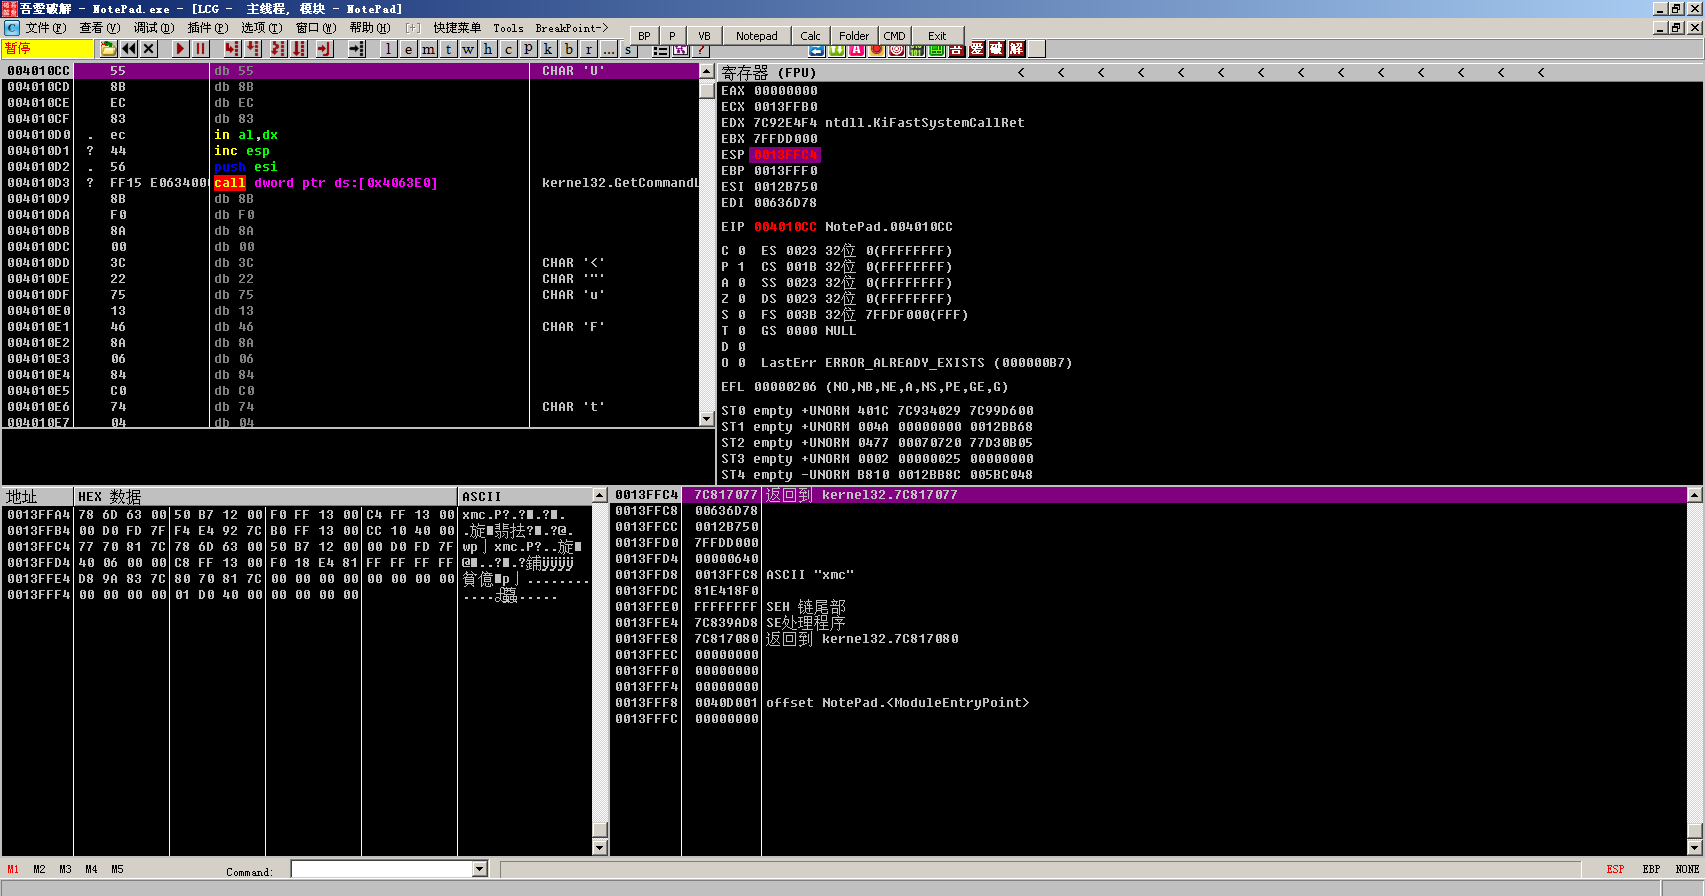 吾愛破解 - NotePad.exe - [LCG -  主线程, 模块 - NotePad]
文件(F) 查看(V) 调试(D) 插件(P) 选项(T) 窗口(W) 帮助(H) [+] 快捷菜单 Tools BreakPoint->
BP P VB Notepad Calc Folder CMD Exit
暂停 l e m t w h c p k b r ... s
吾 愛 破 解
004010CC 55 db 55 CHAR 'U'
004010CD 8B db 8B
004010CE EC db EC
004010CF 83 db 83
004010D0 . ec in al,dx
004010D1 ? 44 inc esp
004010D2 . 56 push esi
004010D3 ? FF15 E063400 call dword ptr ds:[0x4063E0] kernel32.GetCommandL
004010D9 8B db 8B
004010DA F0 db F0
004010DB 8A db 8A
004010DC 00 db 00
004010DD 3C db 3C CHAR '<'
004010DE 22 db 22 CHAR '"'
004010DF 75 db 75 CHAR 'u'
004010E0 13 db 13
004010E1 46 db 46 CHAR 'F'
004010E2 8A db 8A
004010E3 06 db 06
004010E4 84 db 84
004010E5 C0 db C0
004010E6 74 db 74 CHAR 't'
004010E7 04 db 04
寄存器 (FPU) < < < < < < < < < < < < < <
EAX 00000000
ECX 0013FFB0
EDX 7C92E4F4 ntdll.KiFastSystemCallRet
EBX 7FFDD000
ESP 0013FFC4
EBP 0013FFF0
ESI 0012B750
EDI 00636D78
EIP 004010CC NotePad.004010CC
C 0 ES 0023 32位 0(FFFFFFFF)
P 1 CS 001B 32位 0(FFFFFFFF)
A 0 SS 0023 32位 0(FFFFFFFF)
Z 0 DS 0023 32位 0(FFFFFFFF)
S 0 FS 003B 32位 7FFDF000(FFF)
T 0 GS 0000 NULL
D 0
O 0 LastErr ERROR_ALREADY_EXISTS (000000B7)
EFL 00000206 (NO,NB,NE,A,NS,PE,GE,G)
ST0 empty +UNORM 401C 7C934029 7C99D600
ST1 empty +UNORM 004A 00000000 0012BB68
ST2 empty +UNORM 0477 00070720 77D30B05
ST3 empty +UNORM 0002 00000025 00000000
ST4 empty -UNORM B810 0012BB8C 005BC048
地址 HEX 数据 ASCII
0013FFA4 78 6D 63 00 50 B7 12 00 F0 FF 13 00 C4 FF 13 00 xmc.P?.?.?.
0013FFB4 00 D0 FD 7F F4 E4 92 7C B0 FF 13 00 CC 10 40 00
0013FFC4 77 70 81 7C 78 6D 63 00 50 B7 12 00 00 D0 FD 7F
0013FFD4 40 06 00 00 C8 FF 13 00 F0 18 E4 81 FF FF FF FF
0013FFE4 D8 9A 83 7C 80 70 81 7C 00 00 00 00 00 00 00 00
0013FFF4 00 00 00 00 01 D0 40 00 00 00 00 00
0013FFC4 7C817077 返回到 kernel32.7C817077
0013FFC8 00636D78
0013FFCC 0012B750
0013FFD0 7FFDD000
0013FFD4 00000640
0013FFD8 0013FFC8 ASCII "xmc"
0013FFDC 81E418F0
0013FFE0 FFFFFFFF SEH 链尾部
0013FFE4 7C839AD8 SE处理程序
0013FFE8 7C817080 返回到 kernel32.7C817080
0013FFEC 00000000
0013FFF0 00000000
0013FFF4 00000000
0013FFF8 0040D001 offset NotePad.<ModuleEntryPoint>
0013FFFC 00000000
M1 M2 M3 M4 M5 Command: ESP EBP NONE